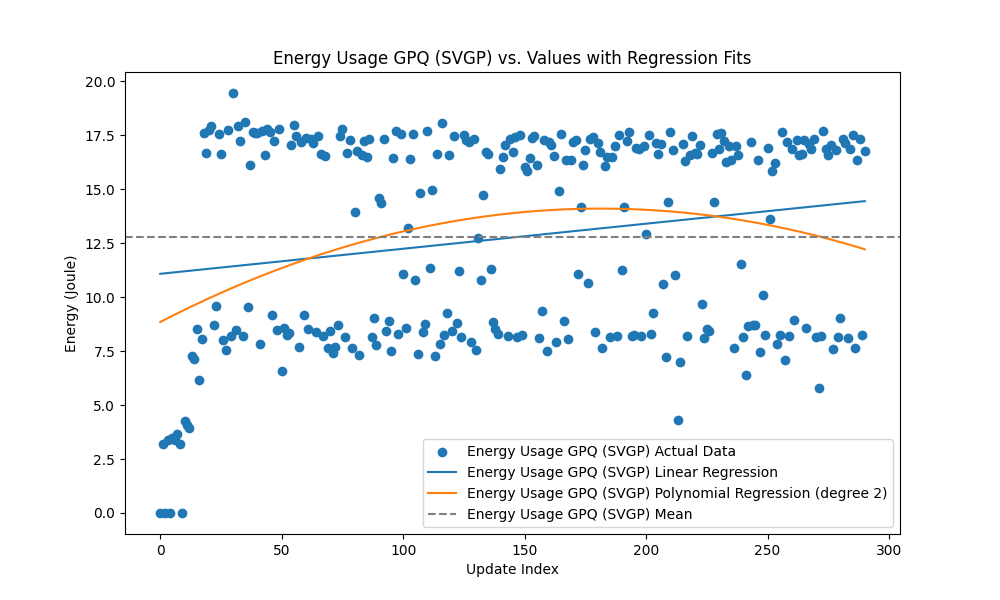 Energy Usage GPQ (SVGP) vs. Values with Regression Fits
20.0
17.5
15.0
12.5
10.0
7.5
5.0
2.5
0.0
Energy (Joule)
Energy Usage GPQ (SVGP) Actual Data
Energy Usage GPQ (SVGP) Linear Regression
Energy Usage GPQ (SVGP) Polynomial Regression (degree 2)
Energy Usage GPQ (SVGP) Mean
0 50 100 150 200 250 300
Update Index